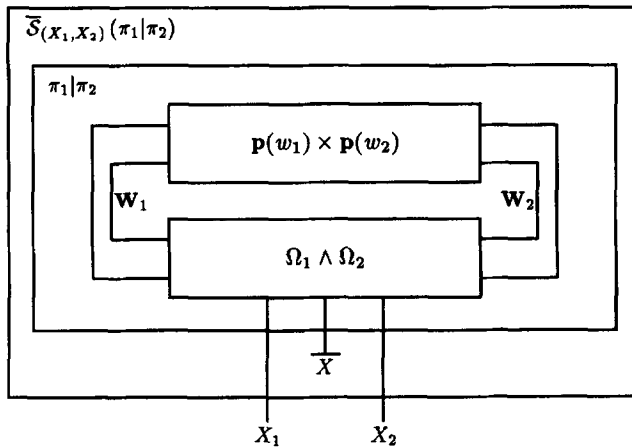 S̅₍X₁,X₂₎(π₁|π₂)
π₁|π₂
p(w₁) × p(w₂)
W₁ W₂
Ω₁ ∧ Ω₂
X
X₁ X₂